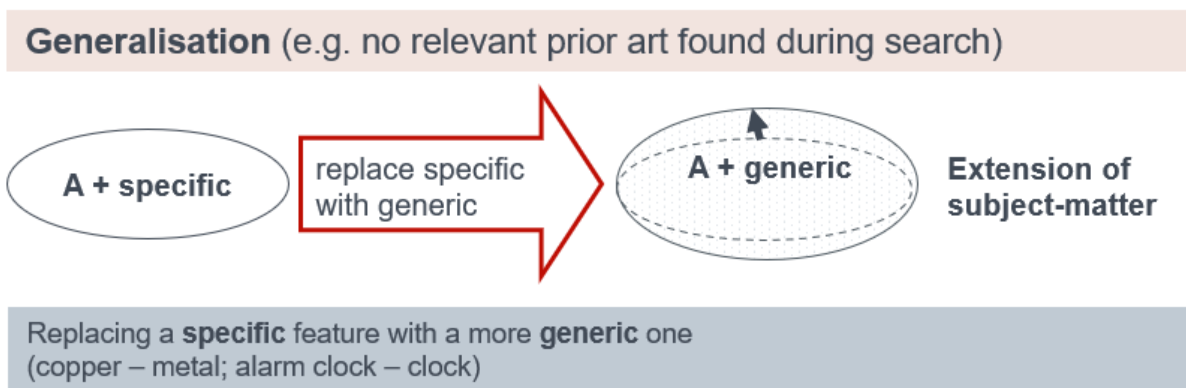 Generalisation (e.g. no relevant prior art found during search)
A + specific
replace specific
with generic
A + generic
Extension of
subject-matter
Replacing a specific feature with a more generic one
(copper – metal; alarm clock – clock)